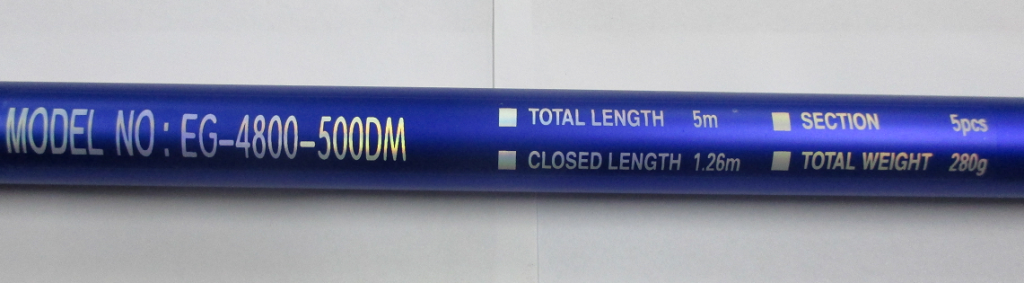 MODEL NO: EG-4800-500DM
TOTAL LENGTH 5m
CLOSED LENGTH 1.26m
SECTION 5pcs
TOTAL WEIGHT 280g